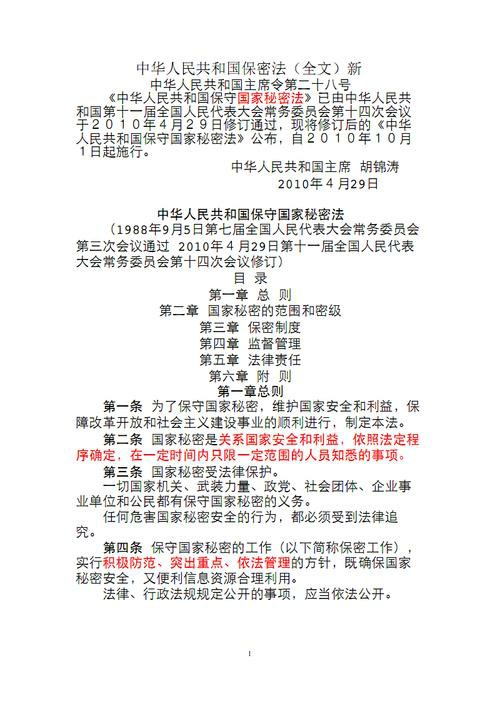 中华人民共和国保密法（全文）新
中华人民共和国主席令第二十八号
《中华人民共和国保守国家秘密法》已由中华人民共
和国第十一届全国人民代表大会常务委员会第十四次会议
于２０１０年４月２９日修订通过，现将修订后的《中华
人民共和国保守国家秘密法》公布，自２０１０年１０月
１日起施行。
中华人民共和国主席 胡锦涛
2010年４月29日
中华人民共和国保守国家秘密法
（1988年9月5日第七届全国人民代表大会常务委员会
第三次会议通过 2010年４月29日第十一届全国人民代表
大会常务委员会第十四次会议修订）
目 录
第一章 总 则
第二章 国家秘密的范围和密级
第三章 保密制度
第四章 监督管理
第五章 法律责任
第六章 附 则
第一章总则
第一条 为了保守国家秘密，维护国家安全和利益，保
障改革开放和社会主义建设事业的顺利进行，制定本法。
第二条 国家秘密是关系国家安全和利益，依照法定程
序确定，在一定时间内只限一定范围的人员知悉的事项。
第三条 国家秘密受法律保护。
一切国家机关、武装力量、政党、社会团体、企业事
业单位和公民都有保守国家秘密的义务。
任何危害国家秘密安全的行为，都必须受到法律追
究。
第四条 保守国家秘密的工作（以下简称保密工作），
实行积极防范、突出重点、依法管理的方针，既确保国家
秘密安全，又便利信息资源合理利用。
法律、行政法规规定公开的事项，应当依法公开。
1